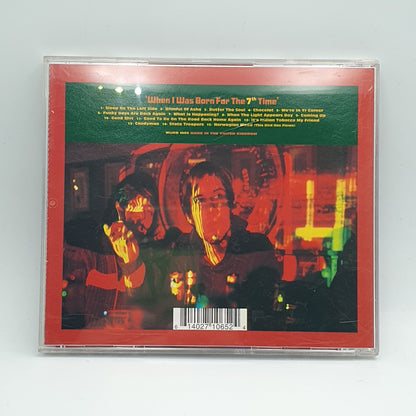 "When I Was Born For The 7th Time"
1- Sleep On The Left Side 2- Brimful Of Asha 3- Butter The Soul 4- Chocolat 5- We're In Yr Corner
6- Funky Days Are Back Again 7- What Is Happening? 8- When The Light Appears Boy 9- Coming Up
10- Good Shit 11- Good To Be On The Road Back Home Again 12- It's Indian Tobacco My Friend
13- Candyman 14- State Troopers 15- Norwegian Wood (This Bird Has Flown)
MADE IN THE UNITED KINGDOM
6 14027 10652 4